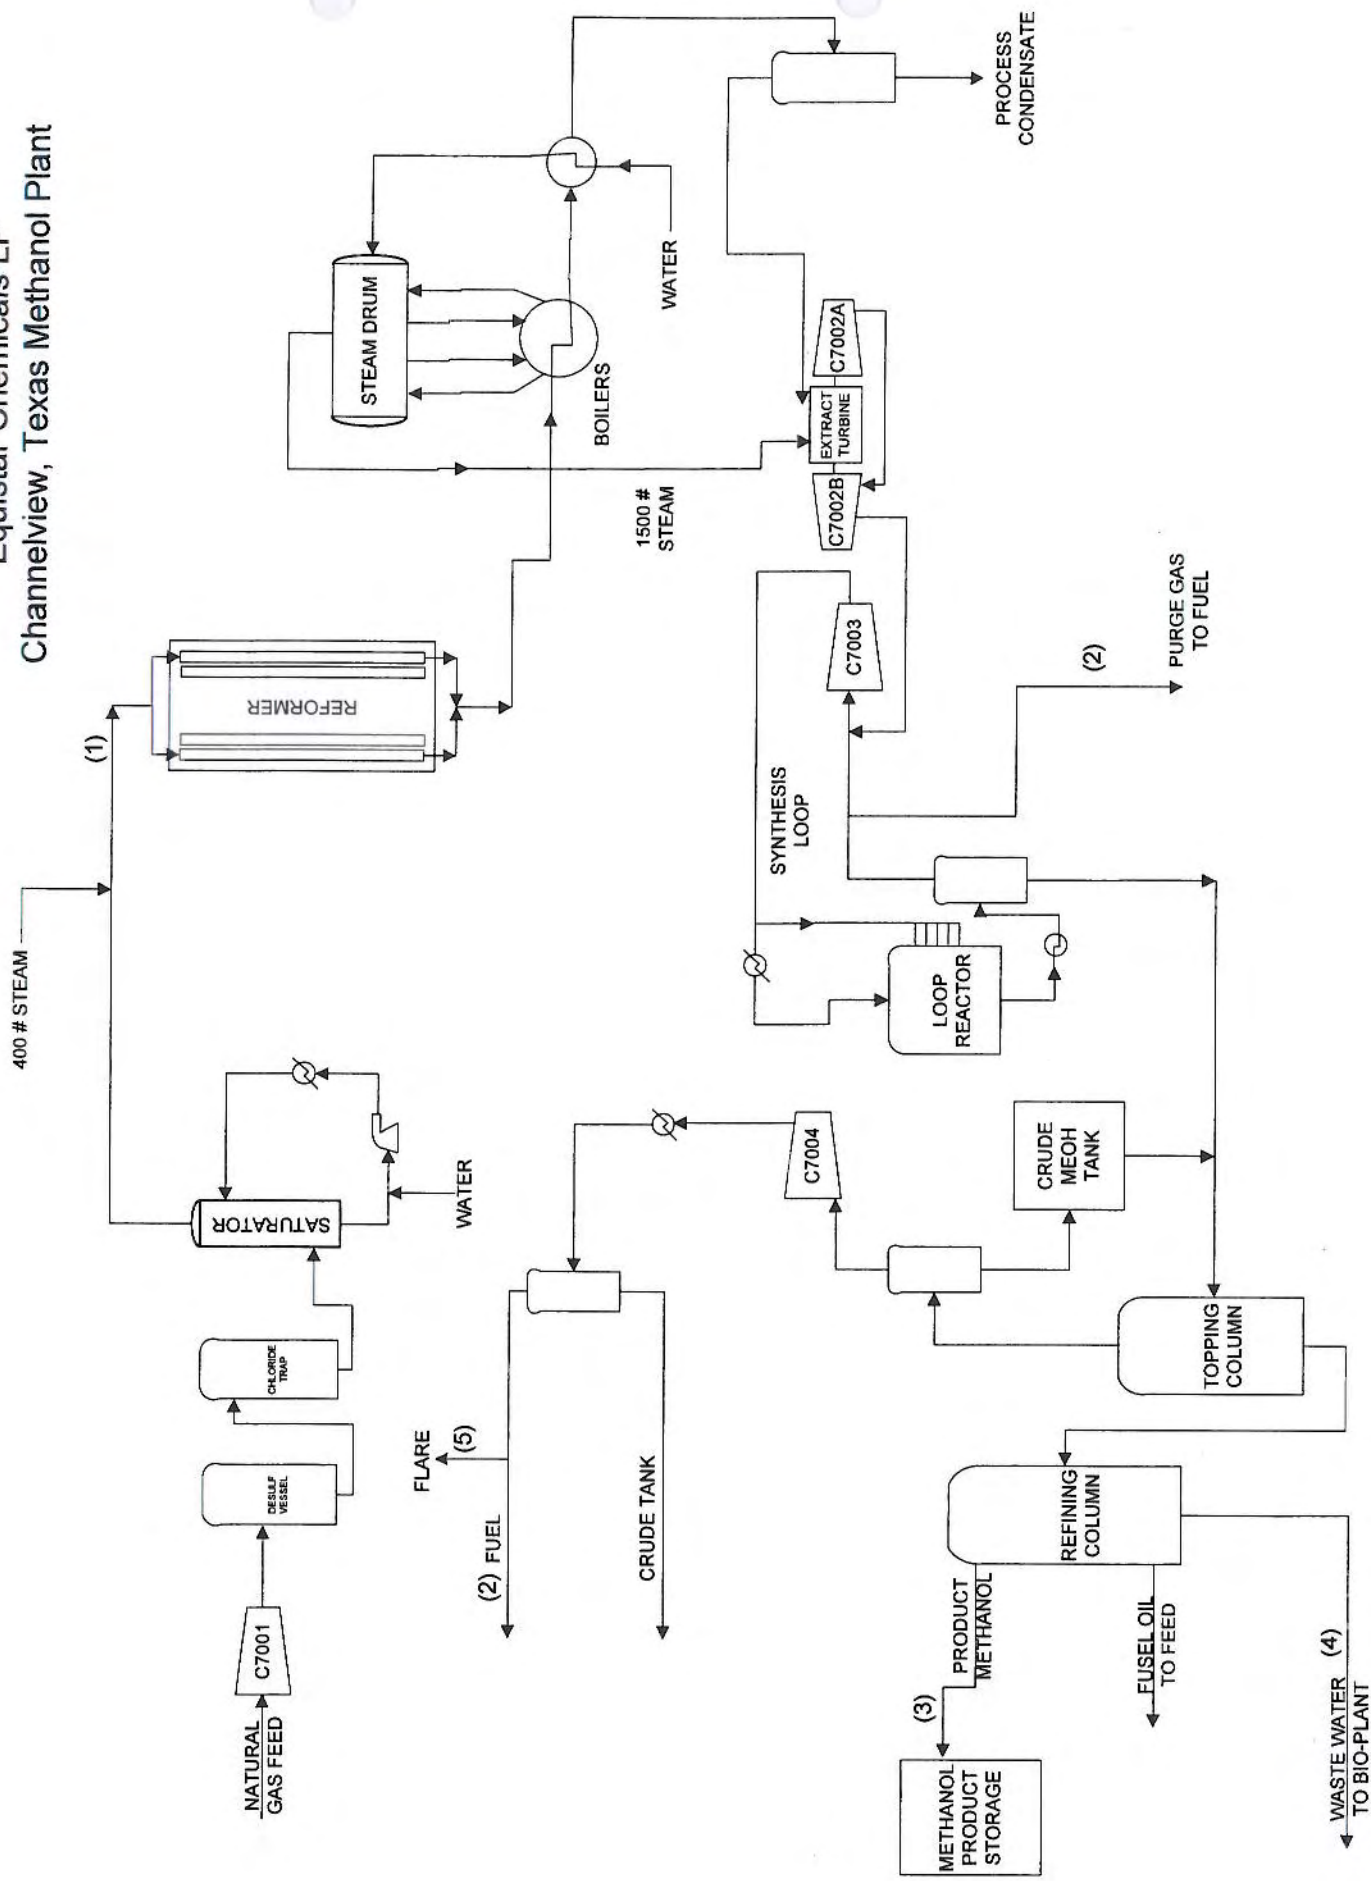 Equistar Chemicals LP
Channelview, Texas Methanol Plant
400 # STEAM
(1)
REFORMER
STEAM DRUM
BOILERS
WATER
PROCESS
CONDENSATE
1500 #
STEAM
C7002B
EXTRACT
TURBINE
C7002A
NATURAL
GAS FEED
C7001
DESULF
VESSEL
CHLORIDE
TRAP
SATURATOR
WATER
(2) FUEL
FLARE
(5)
CRUDE TANK
C7004
SYNTHESIS
LOOP
C7003
LOOP
REACTOR
(2)
PURGE GAS
TO FUEL
CRUDE
MEOH
TANK
TOPPING
COLUMN
REFINING
COLUMN
PRODUCT
METHANOL
(3)
METHANOL
PRODUCT
STORAGE
FUSEL OIL
TO FEED
WASTE WATER (4)
TO BIO-PLANT